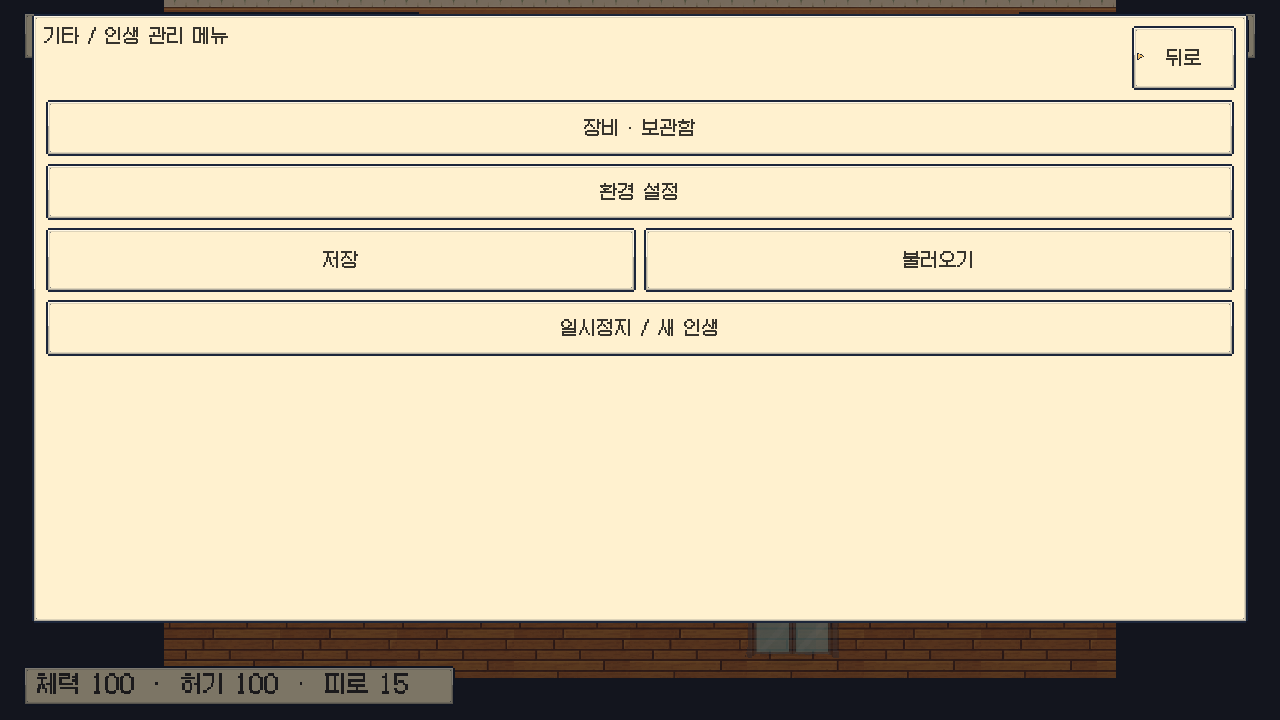 기타 / 인생 관리 메뉴
뒤로
장비 · 보관함
환경 설정
저장
불러오기
일시정지 / 새 인생
체력 100 · 허기 100 · 피로 15